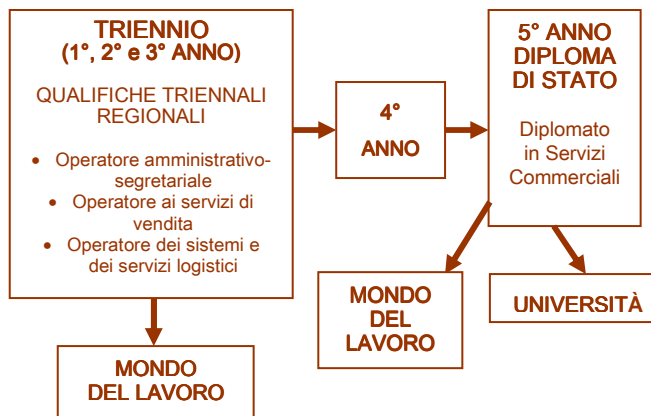 TRIENNIO
(1°, 2° e 3° ANNO)
QUALIFICHE TRIENNALI
REGIONALI
• Operatore amministrativo-
segretariale
• Operatore ai servizi di
vendita
• Operatore dei sistemi e
dei servizi logistici
4°
ANNO
5° ANNO
DIPLOMA
DI STATO
Diplomato
in Servizi
Commerciali
MONDO
DEL LAVORO
MONDO
DEL
LAVORO
UNIVERSITÀ